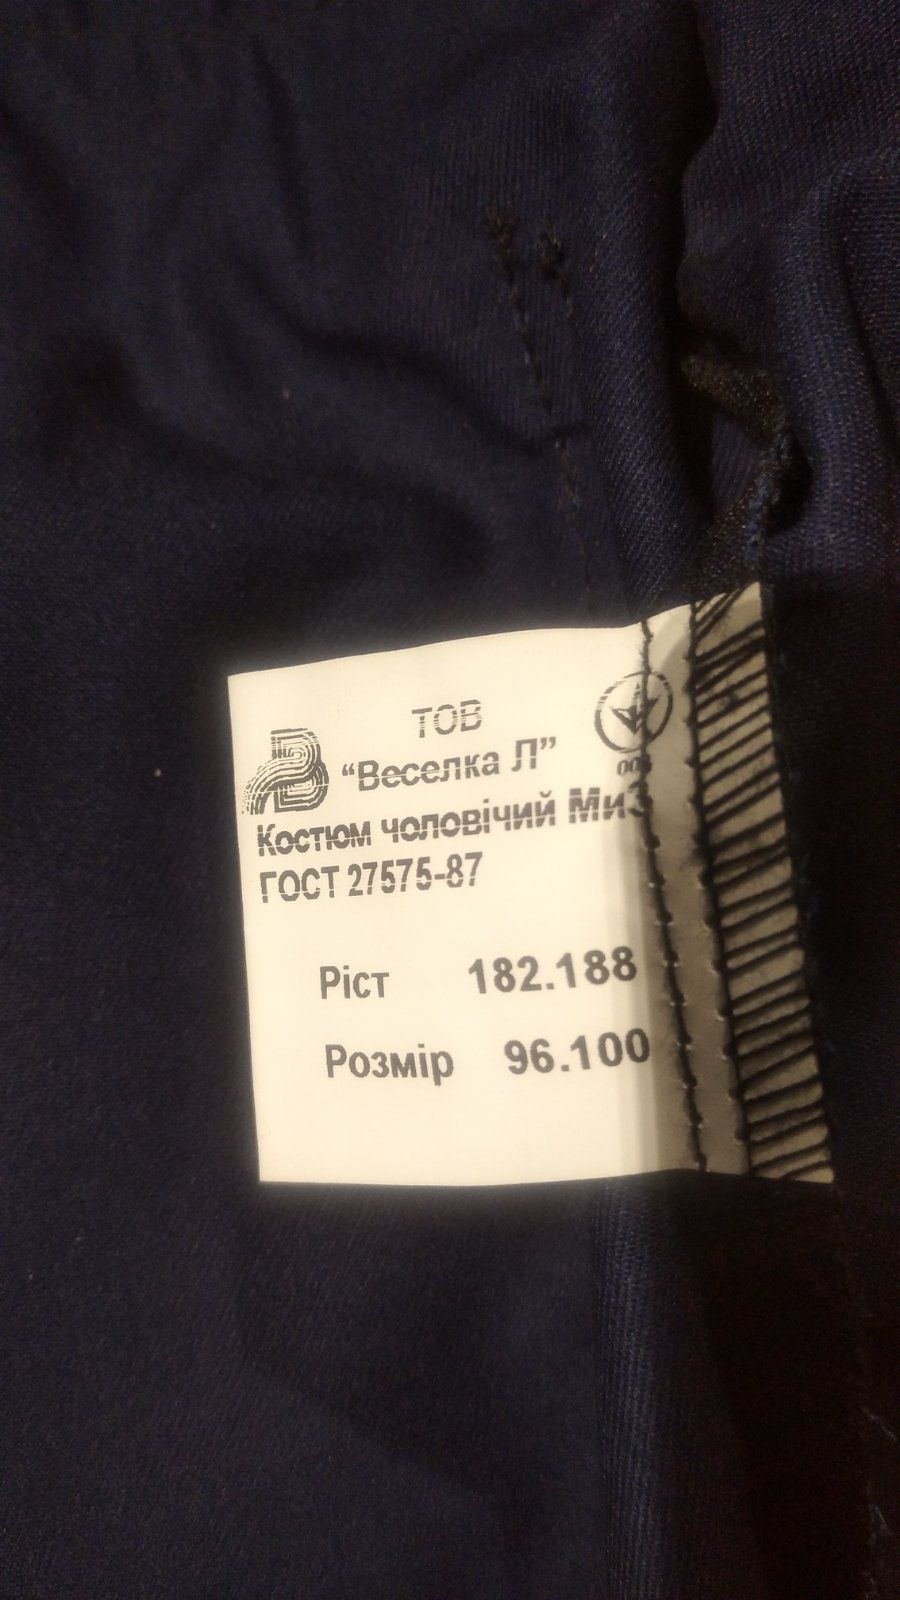 ТОВ
“Веселка Л”
Костюм чоловічий МиЗ
ГОСТ 27575-87
Ріст 182.188
Розмір 96.100